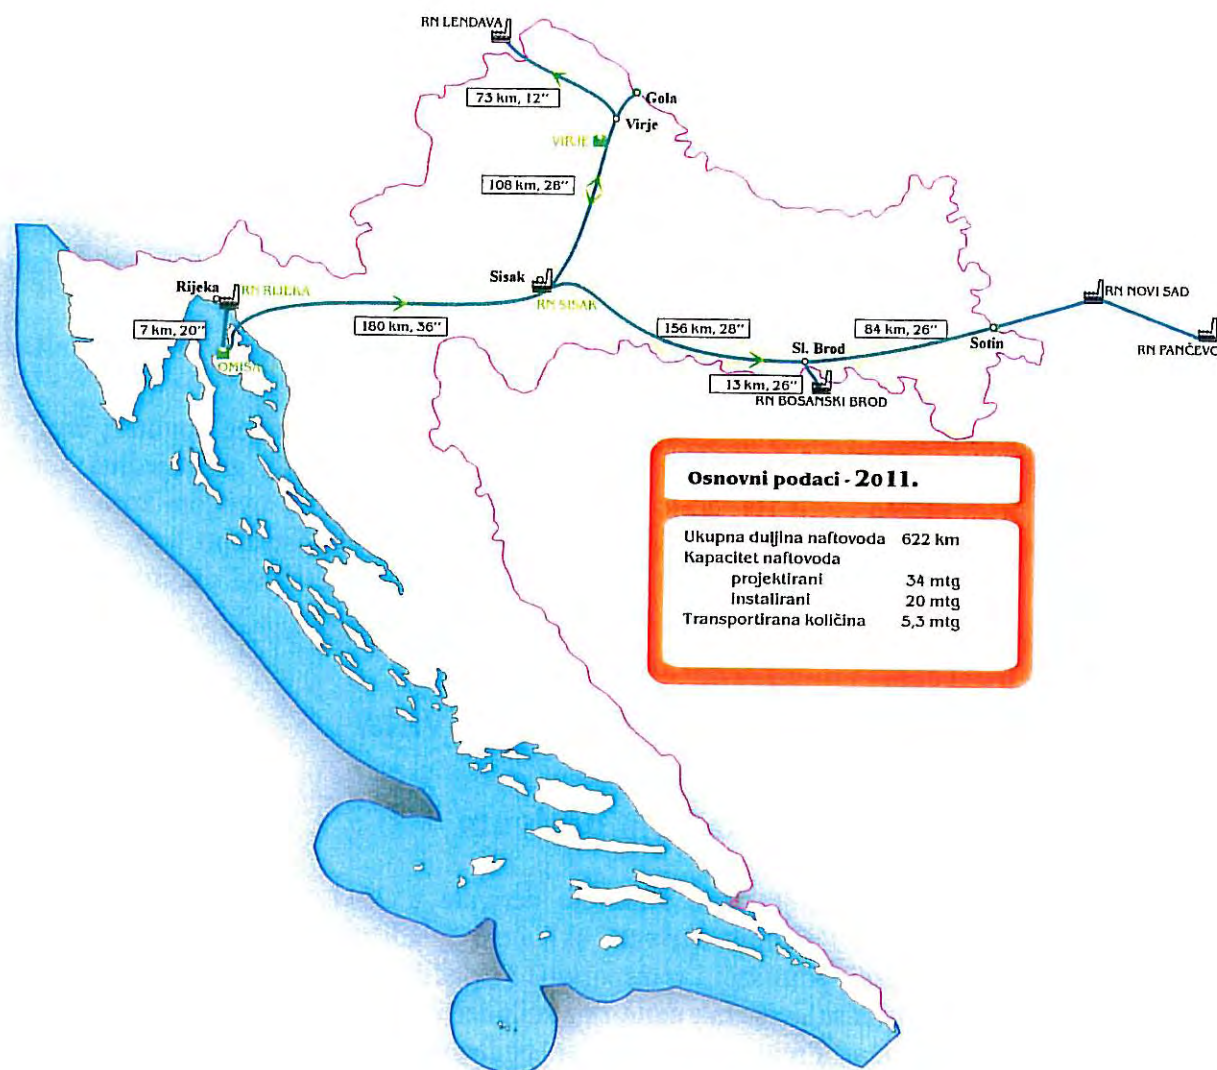 RN LENDAVA
73 km, 12"
Gola
Virje
VIRJE
108 km, 28"
Sisak
RN SISAK
Rijeka
RN RIJEKA
7 km, 20"
OMIŠALJ
180 km, 36"
156 km, 28"
84 km, 26"
Sl. Brod
13 km, 26"
RN BOSANSKI BROD
Sotin
RN NOVI SAD
RN PANČEVO
Osnovni podaci - 2011.
Ukupna duljina naftovoda 622 km
Kapacitet naftovoda
projektirani 34 mtg
instalirani 20 mtg
Transportirana količina 5,3 mtg